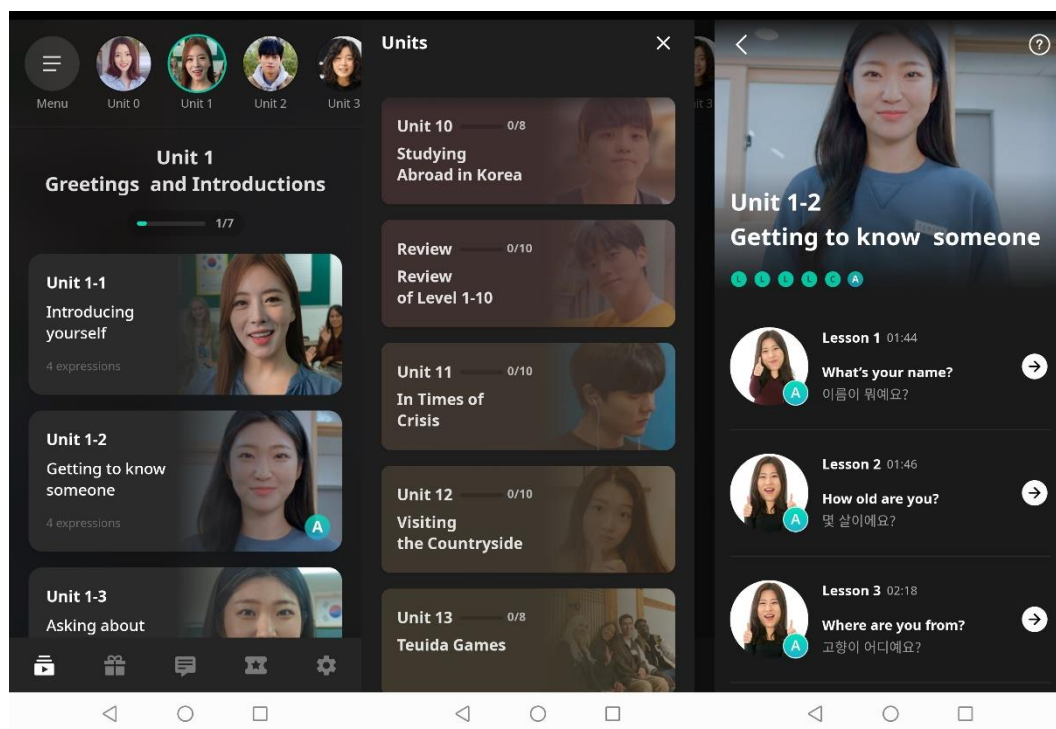 Menu
Unit 0
Unit 1
Unit 2
Unit 3
Unit 1
Greetings and Introductions
1/7
Unit 1-1
Introducing
yourself
4 expressions
Unit 1-2
Getting to know
someone
4 expressions
A
Unit 1-3
Asking about
Units
it 3
Unit 10 0/8
Studying
Abroad in Korea
Review 0/10
Review
of Level 1-10
Unit 11 0/10
In Times of
Crisis
Unit 12 0/10
Visiting
the Countryside
Unit 13 0/8
Teuida Games
?
Unit 1-2
Getting to know someone
L L L L C A
Lesson 1 01:44
What's your name?
이름이 뭐예요?
A
Lesson 2 01:46
How old are you?
몇 살이에요?
A
Lesson 3 02:18
Where are you from?
고향이 어디예요?
A